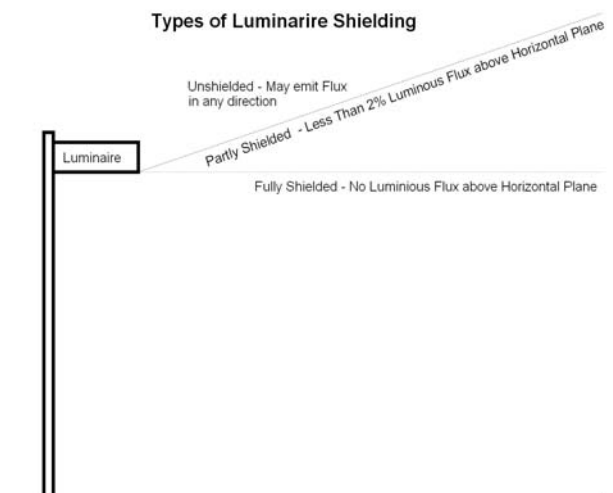 Types of Luminarire Shielding
Unshielded - May emit Flux
in any direction
Partly Shielded - Less Than 2% Luminous Flux above Horizontal Plane
Luminaire
Fully Shielded - No Luminious Flux above Horizontal Plane